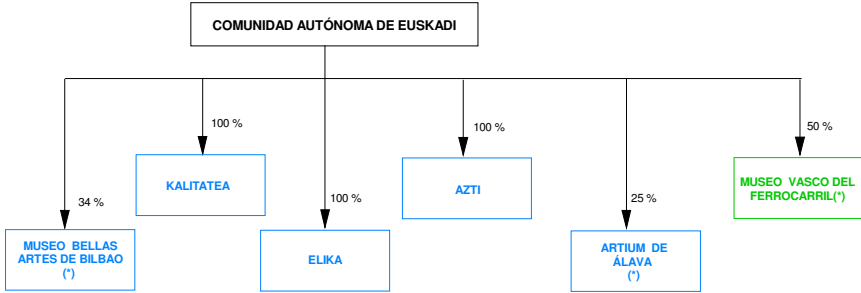 COMUNIDAD AUTÓNOMA DE EUSKADI
100 %
100 %
50 %
KALITATEA
AZTI
MUSEO VASCO DEL
FERROCARRIL(*)
34 %
100 %
25 %
MUSEO BELLAS
ARTES DE BILBAO
(*)
ELIKA
ARTIUM DE
ÁLAVA
(*)